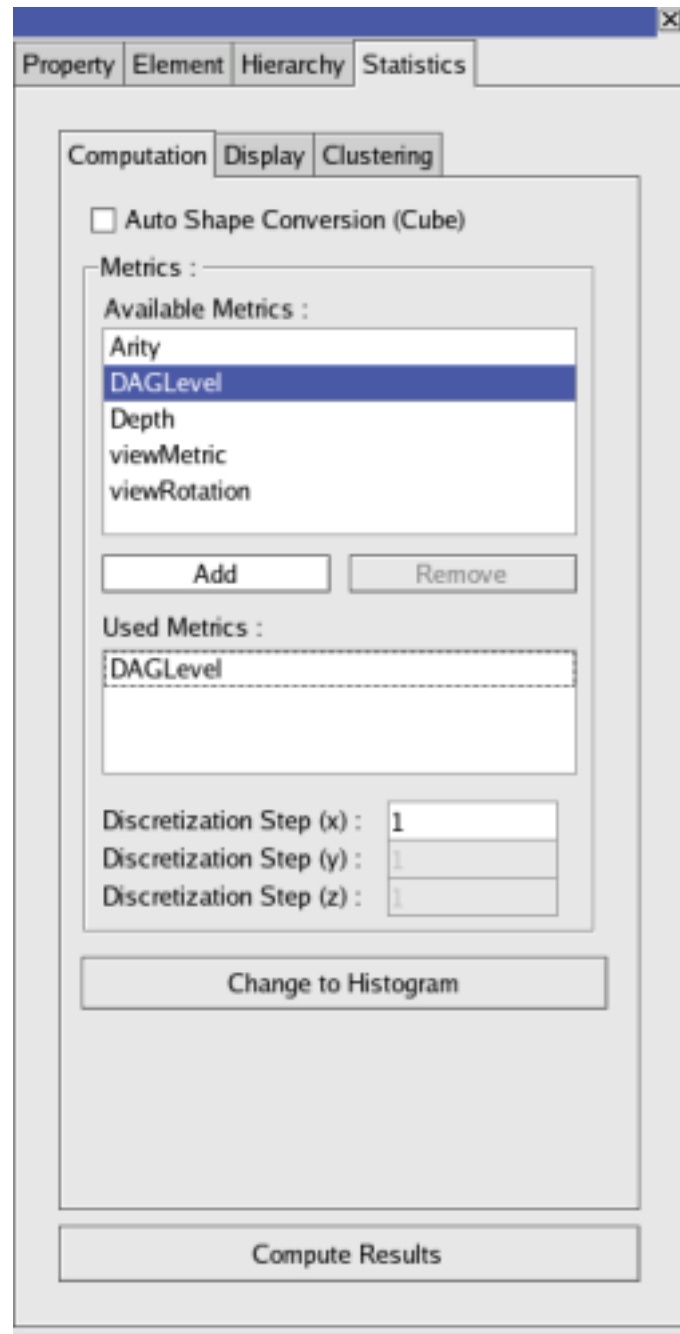 Property Element Hierarchy Statistics
Computation Display Clustering
Auto Shape Conversion (Cube)
Metrics :
Available Metrics :
Arity
DAGLevel
Depth
viewMetric
viewRotation
Add Remove
Used Metrics :
DAGLevel
Discretization Step (x) : 1
Discretization Step (y) : 1
Discretization Step (z) : 1
Change to Histogram
Compute Results